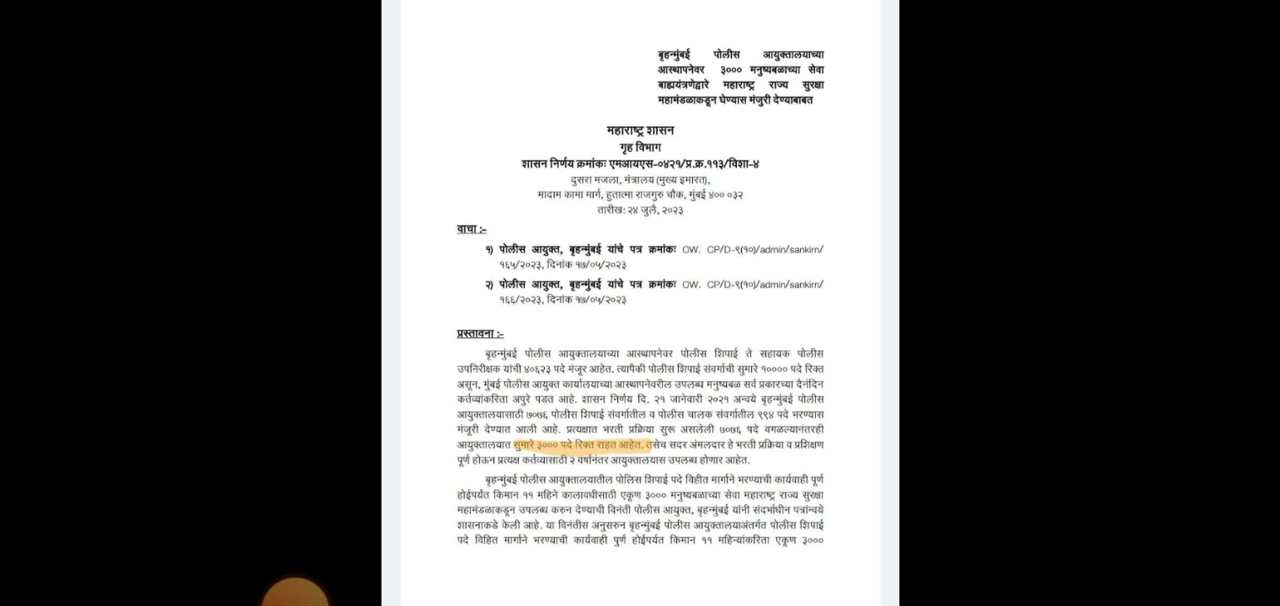 बृहन्मुंबई पोलीस आयुक्तालयाच्या
आस्थापनेवर ३००० मनुष्यबळाच्या सेवा
बाह्ययंत्रणेद्वारे महाराष्ट्र राज्य सुरक्षा
महामंडळाकडून घेण्यास मंजुरी देण्याबाबत
महाराष्ट्र शासन
गृह विभाग
शासन निर्णय क्रमांकः एमआयएस-०४२१/प्र.क्र.११३/विशा-४
दुसरा मजला, मंत्रालय (मुख्य इमारत),
मादाम कामा मार्ग, हुतात्मा राजगुरु चौक, मुंबई ४०० ०३२
तारीख: २४ जुलै, २०२३
वाचा :-
१) पोलीस आयुक्त, बृहन्मुंबई यांचे पत्र क्रमांकः OW. CP/D-९(१०)/admin/sankirn/
१६५/२०२३, दिनांक १७/०५/२०२३
२) पोलीस आयुक्त, बृहन्मुंबई यांचे पत्र क्रमांकः OW. CP/D-९(१०)/admin/sankirn/
१६६/२०२३, दिनांक १७/०५/२०२३
प्रस्तावना :-
बृहन्मुंबई पोलीस आयुक्तालयाच्या आस्थापनेवर पोलीस शिपाई ते सहायक पोलीस
उपनिरीक्षक यांची ४०६२३ पदे मंजूर आहेत. त्यापैकी पोलीस शिपाई संवर्गाची सुमारे १०००० पदे रिक्त
असून, मुंबई पोलीस आयुक्त कार्यालयाच्या आस्थापनेवरील उपलब्ध मनुष्यबळ सर्व प्रकारच्या दैनंदिन
कर्तव्यांकरिता अपुरे पडत आहे. शासन निर्णय दि. २१ जानेवारी २०२१ अन्वये बृहन्मुंबई पोलीस
आयुक्तालयासाठी ७०७६ पोलीस शिपाई संवर्गातील व पोलीस चालक संवर्गातील ९९४ पदे भरण्यास
मंजूरी देण्यात आली आहे. प्रत्यक्षात भरती प्रक्रिया सुरू असलेली ७०७६ पदे वगळल्यानंतरही
आयुक्तालयात सुमारे ३००० पदे रिक्त राहत आहेत. तसेच सदर अंमलदार हे भरती प्रक्रिया व प्रशिक्षण
पूर्ण होऊन प्रत्यक्ष कर्तव्यासाठी २ वर्षांनंतर आयुक्तालयास उपलब्ध होणार आहेत.
बृहन्मुंबई पोलीस आयुक्तालयातील पोलिस शिपाई पदे विहीत मार्गाने भरण्याची कार्यवाही पूर्ण
होईपर्यंत किमान ११ महिने कालावधीसाठी एकूण ३००० मनुष्यबळाच्या सेवा महाराष्ट्र राज्य सुरक्षा
महामंडळाकडून उपलब्ध करुन देण्याची विनंती पोलीस आयुक्त, बृहन्मुंबई यांनी संदर्भाधीन पत्रांन्वये
शासनाकडे केली आहे. या विनंतीस अनुसरुन बृहन्मुंबई पोलीस आयुक्तालयाअंतर्गत पोलीस शिपाई
पदे विहित मार्गाने भरण्याची कार्यवाही पुर्ण होईपर्यंत किमान ११ महिन्यांकरिता एकूण ३०००